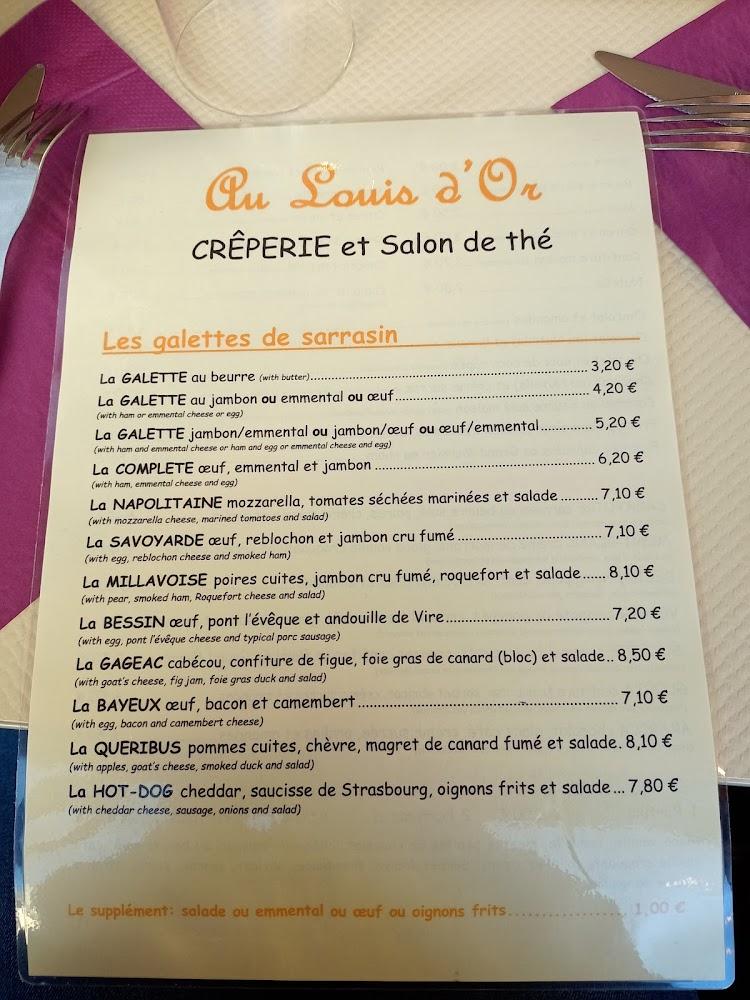 Au Louis d'Or
CRÊPERIE et Salon de thé
Les galettes de sarrasin
La GALETTE au beurre (with butter)........ 3,20 €
La GALETTE au jambon ou emmental ou œuf........ 4,20 €
(with ham or emmental cheese or egg)
La GALETTE jambon/emmental ou jambon/œuf ou œuf/emmental........ 5,20 €
(with ham and emmental cheese or ham and egg or emmental cheese and egg)
La COMPLETE œuf, emmental et jambon ........ 6,20 €
(with ham, emmental cheese and egg)
La NAPOLITAINE mozzarella, tomates séchées marinées et salade ........ 7,10 €
(with mozzarella cheese, marined tomatoes and salad)
La SAVOYARDE œuf, reblochon et jambon cru fumé ........ 7,10 €
(with egg, reblochon cheese and smoked ham)
La MILLAVOISE poires cuites, jambon cru fumé, roquefort et salade...... 8,10 €
(with pear, smoked ham, Roquefort cheese and salad)
La BESSIN œuf, pont l'évêque et andouille de Vire........ 7,20 €
(with egg, pont l'évêque cheese and typical porc sausage)
La GAGEAC cabécou, confiture de figue, foie gras de canard (bloc) et salade.. 8,50 €
(with goat's cheese, fig jam, foie gras duck and salad)
La BAYEUX œuf, bacon et camembert ........ 7,10 €
(with egg, bacon and camembert cheese)
La QUERIBUS pommes cuites, chèvre, magret de canard fumé et salade. 8,10 €
(with apples, goat's cheese, smoked duck and salad)
La HOT-DOG cheddar, saucisse de Strasbourg, oignons frits et salade... 7,80 €
(with cheddar cheese, sausage, onions and salad)
Le supplément: salade ou emmental ou œuf ou oignons frits........ 1,00 €